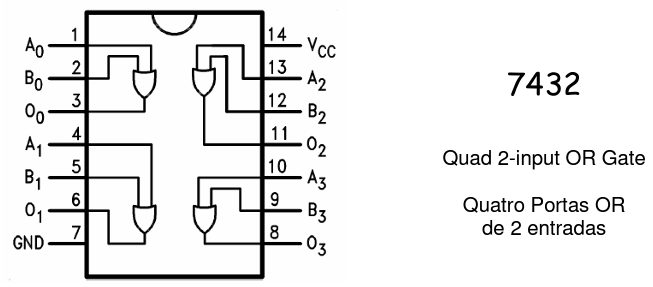 A0 1 14 VCC
B0 2 13 A2
O0 3 12 B2
A1 4 11 O2
B1 5 10 A3
O1 6 9 B3
GND 7 8 O3
7432
Quad 2-input OR Gate
Quatro Portas OR
de 2 entradas